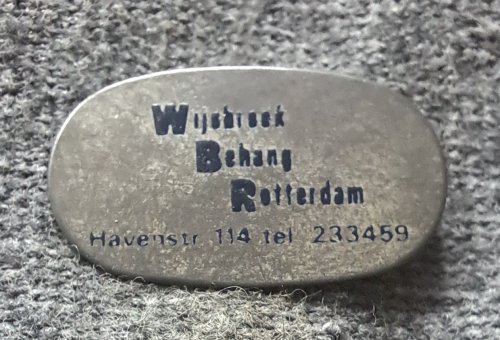 Wijsbroek
Behang
Rotterdam
Havenstr. 114 tel 233459